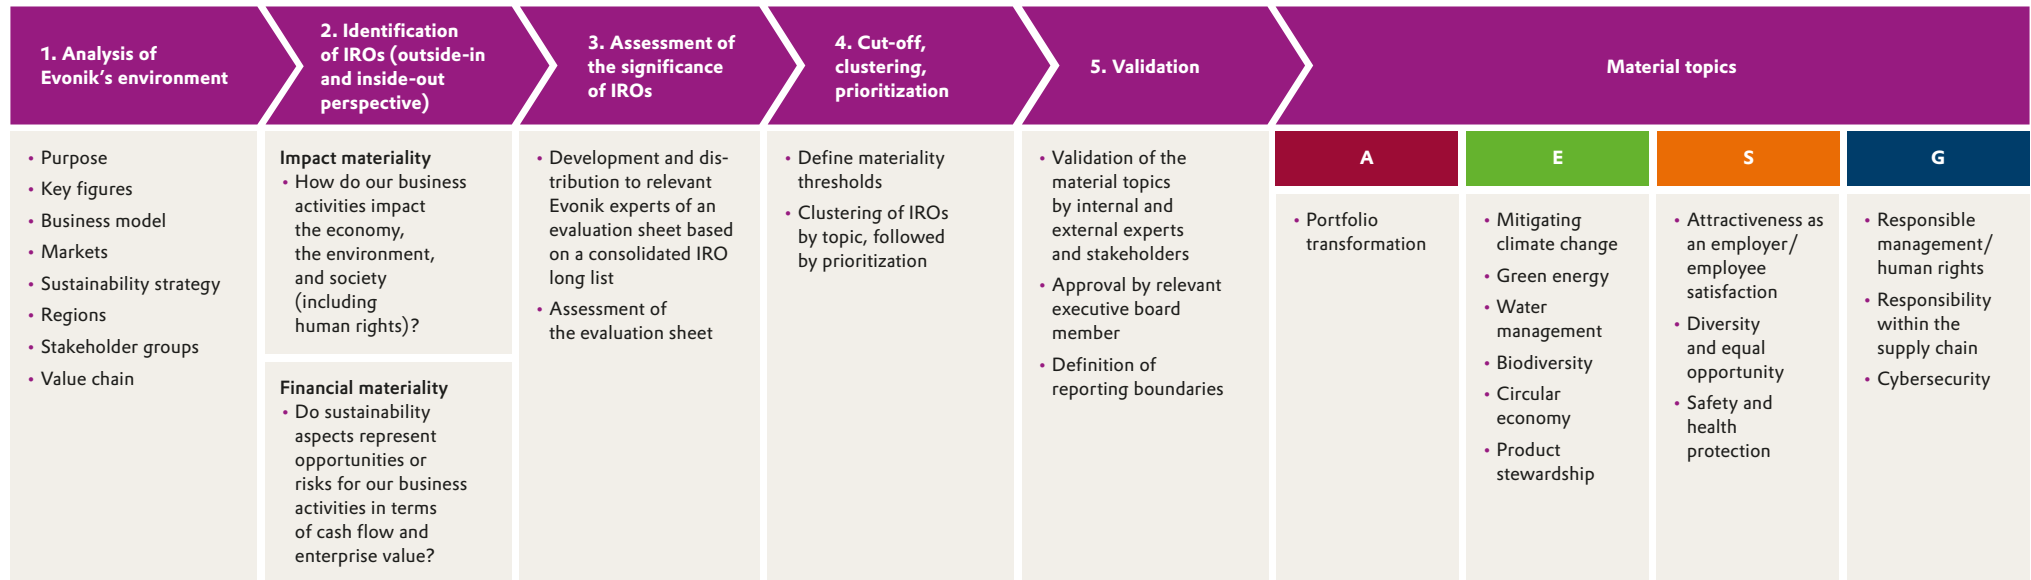 1. Analysis of
Evonik’s environment
2. Identification
of IROs (outside-in
and inside-out
perspective)
3. Assessment of
the significance
of IROs
4. Cut-off,
clustering,
prioritization
5. Validation
Material topics
• Purpose
• Key figures
• Business model
• Markets
• Sustainability strategy
• Regions
• Stakeholder groups
• Value chain
Impact materiality
• How do our business
activities impact
the economy,
the environment,
and society
(including
human rights)?
Financial materiality
• Do sustainability
aspects represent
opportunities or
risks for our business
activities in terms
of cash flow and
enterprise value?
• Development and dis-
tribution to relevant
Evonik experts of an
evaluation sheet based
on a consolidated IRO
long list
• Assessment of
the evaluation sheet
• Define materiality
thresholds
• Clustering of IROs
by topic, followed
by prioritization
• Validation of the
material topics
by internal and
external experts
and stakeholders
• Approval by relevant
executive board
member
• Definition of
reporting boundaries
A
• Portfolio
transformation
E
• Mitigating
climate change
• Green energy
• Water
management
• Biodiversity
• Circular
economy
• Product
stewardship
S
• Attractiveness as
an employer/
employee
satisfaction
• Diversity
and equal
opportunity
• Safety and
health
protection
G
• Responsible
management/
human rights
• Responsibility
within the
supply chain
• Cybersecurity